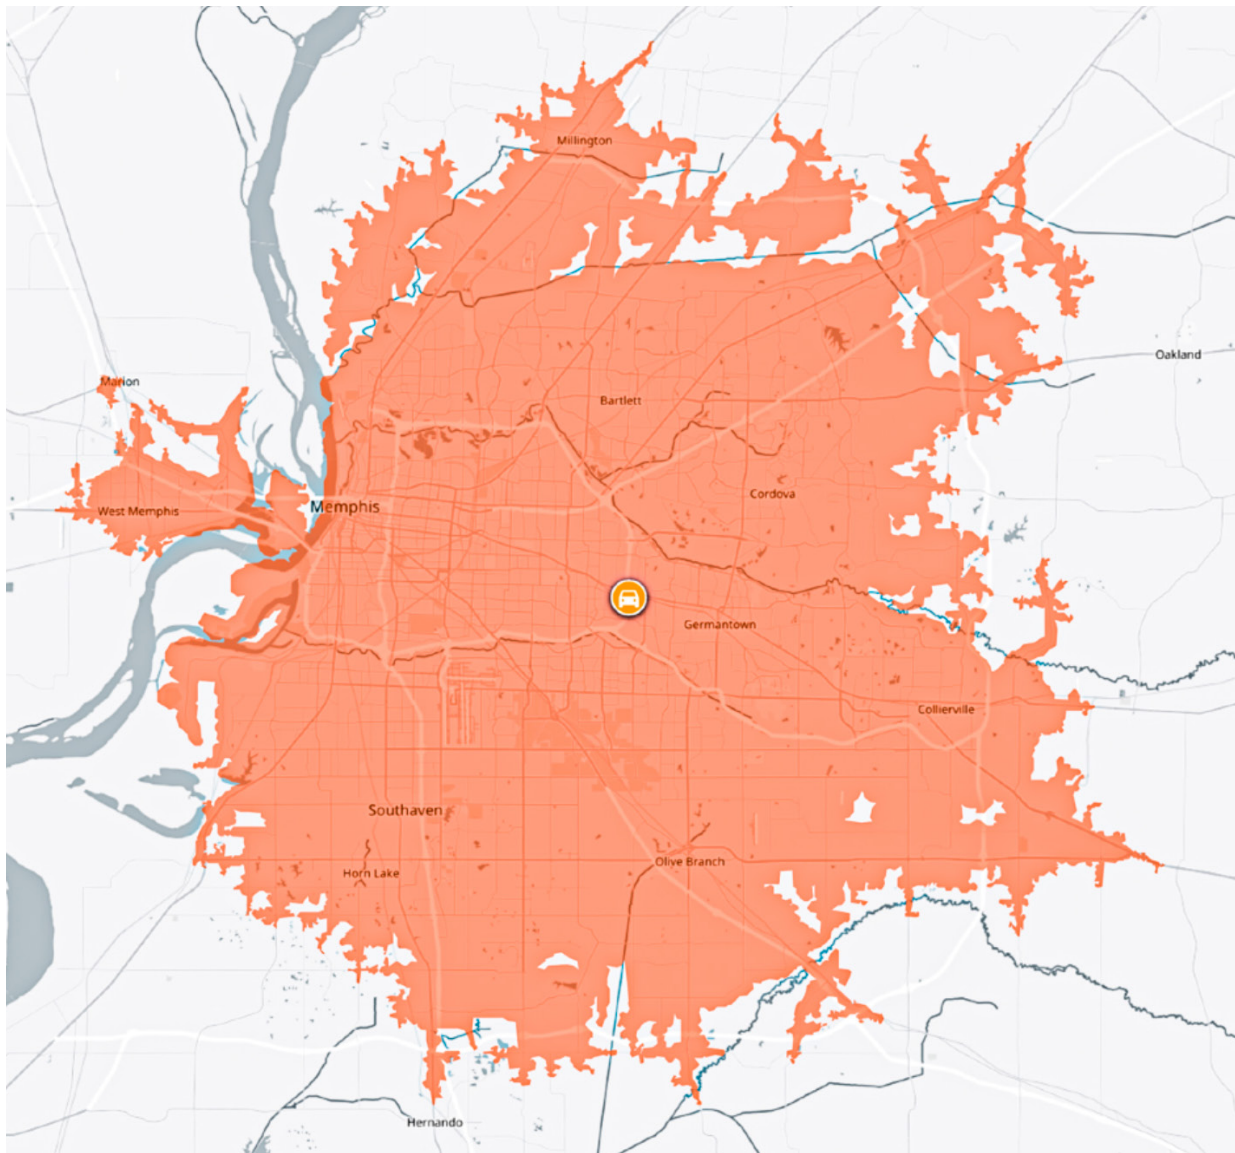 Millington
Oakland
Marion
Bartlett
Cordova
Memphis
West Memphis
Germantown
Collierville
Southaven
Olive Branch
Horn Lake
Hernando